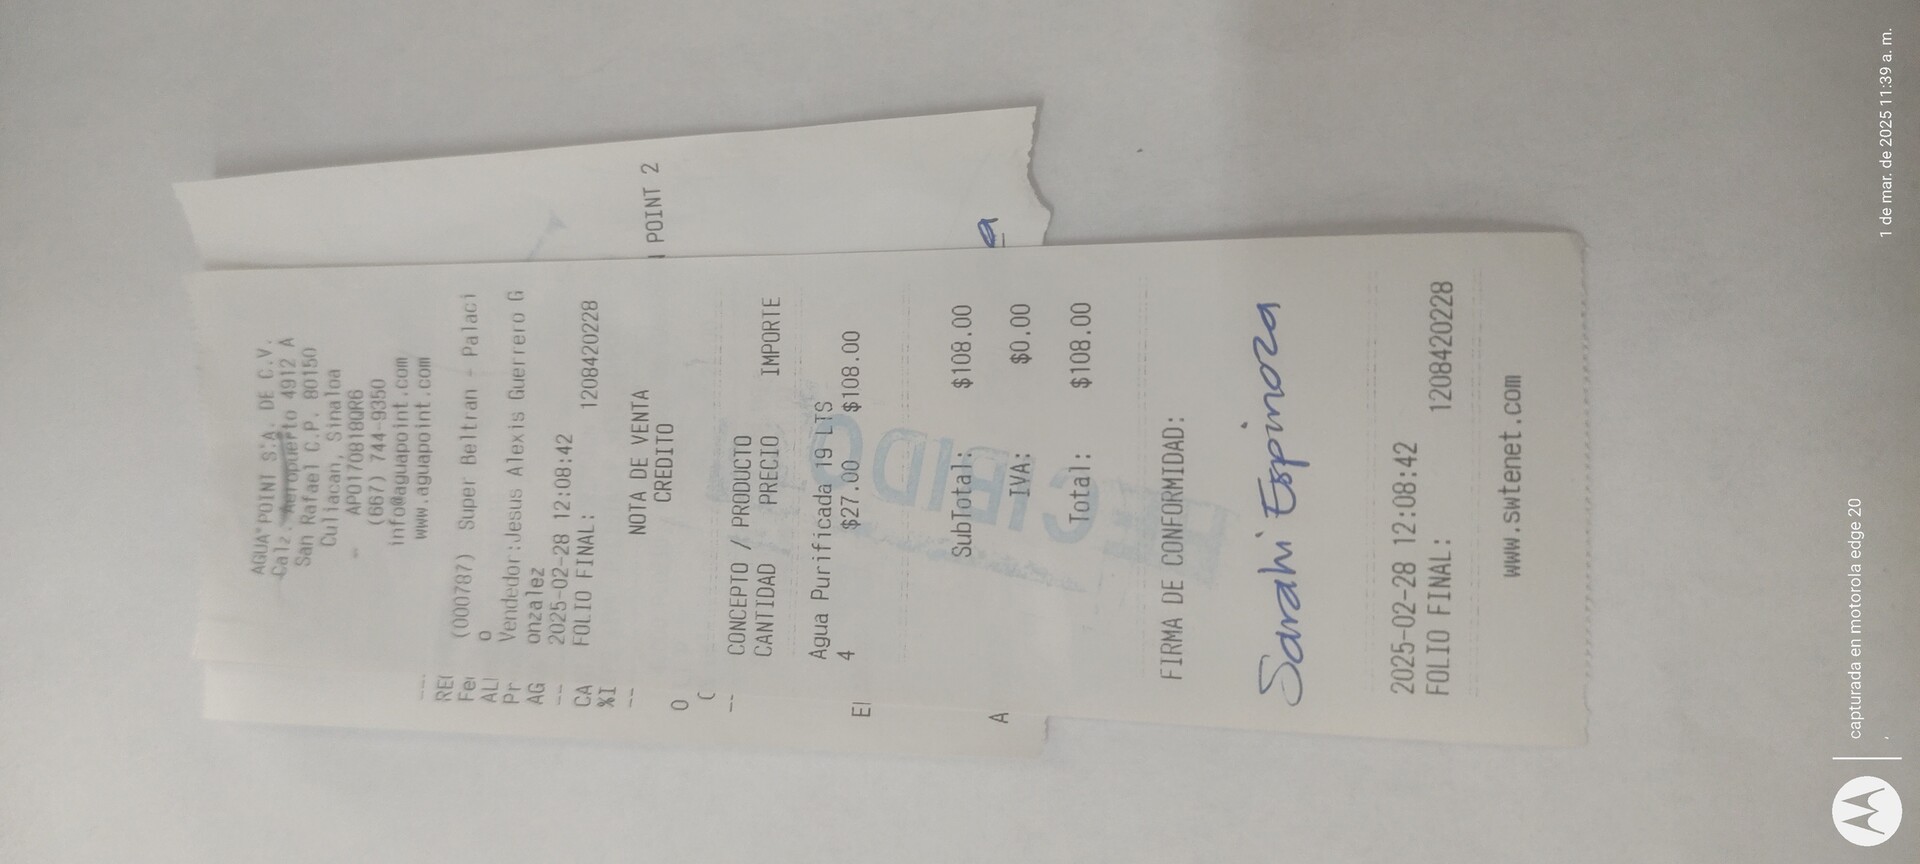 AGUA POINT S.A. DE C.V.
Calz. Aeropuerto 4912 A
San Rafael C.P. 80150
Culiacan, Sinaloa
- APO170818QR6
(667) 744-9350
info@aguapoint.com
www.aguapoint.com
(000787) Super Beltran - Palaci
o
Vendedor:Jesus Alexis Guerrero G
onzalez
2025-02-28 12:08:42
FOLIO FINAL: 1208420228
NOTA DE VENTA
CREDITO
CONCEPTO / PRODUCTO
CANTIDAD PRECIO IMPORTE
Agua Purificada 19 LTS
4 $27.00 $108.00
SubTotal: $108.00
IVA: $0.00
Total: $108.00
RECIBIDO
FIRMA DE CONFORMIDAD:
Sarahi Espinoza
2025-02-28 12:08:42
FOLIO FINAL: 1208420228
www.swtenet.com
POINT 2
a
---
Pr
AG
--
CA
%I
--
O
--
A
capturada en motorola edge 20
1 de mar. de 2025 11:39 a. m.